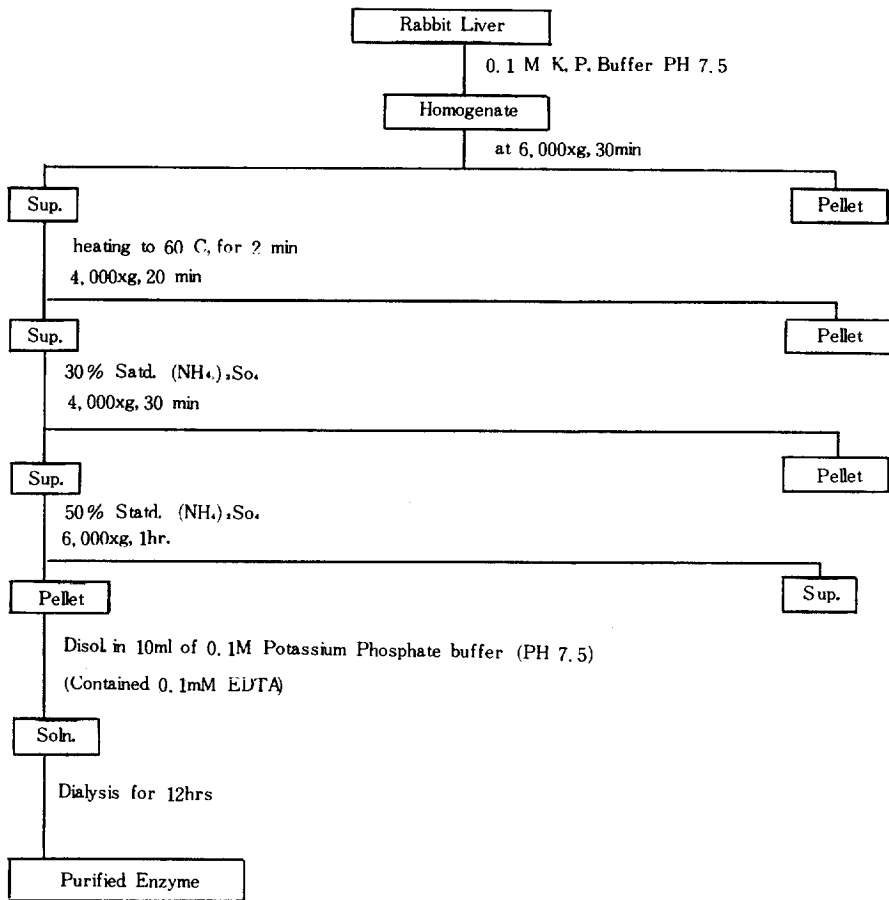 Rabbit Liver
0.1 M K. P. Buffer PH 7.5
Homogenate
at 6,000xg, 30min
Sup.
Pellet
heating to 60 C, for 2 min
4,000xg, 20 min
Sup.
Pellet
30% Satd. (NH₄.)₂So₄
4,000xg, 30 min
Sup.
Pellet
50% Statd. (NH₄)₂So₄
6,000xg, 1hr.
Pellet
Sup.
Disol. in 10ml of 0.1M Potassium Phosphate buffer (PH 7.5)
(Contained 0.1mM EDTA)
Soln.
Dialysis for 12hrs
Purified Enzyme